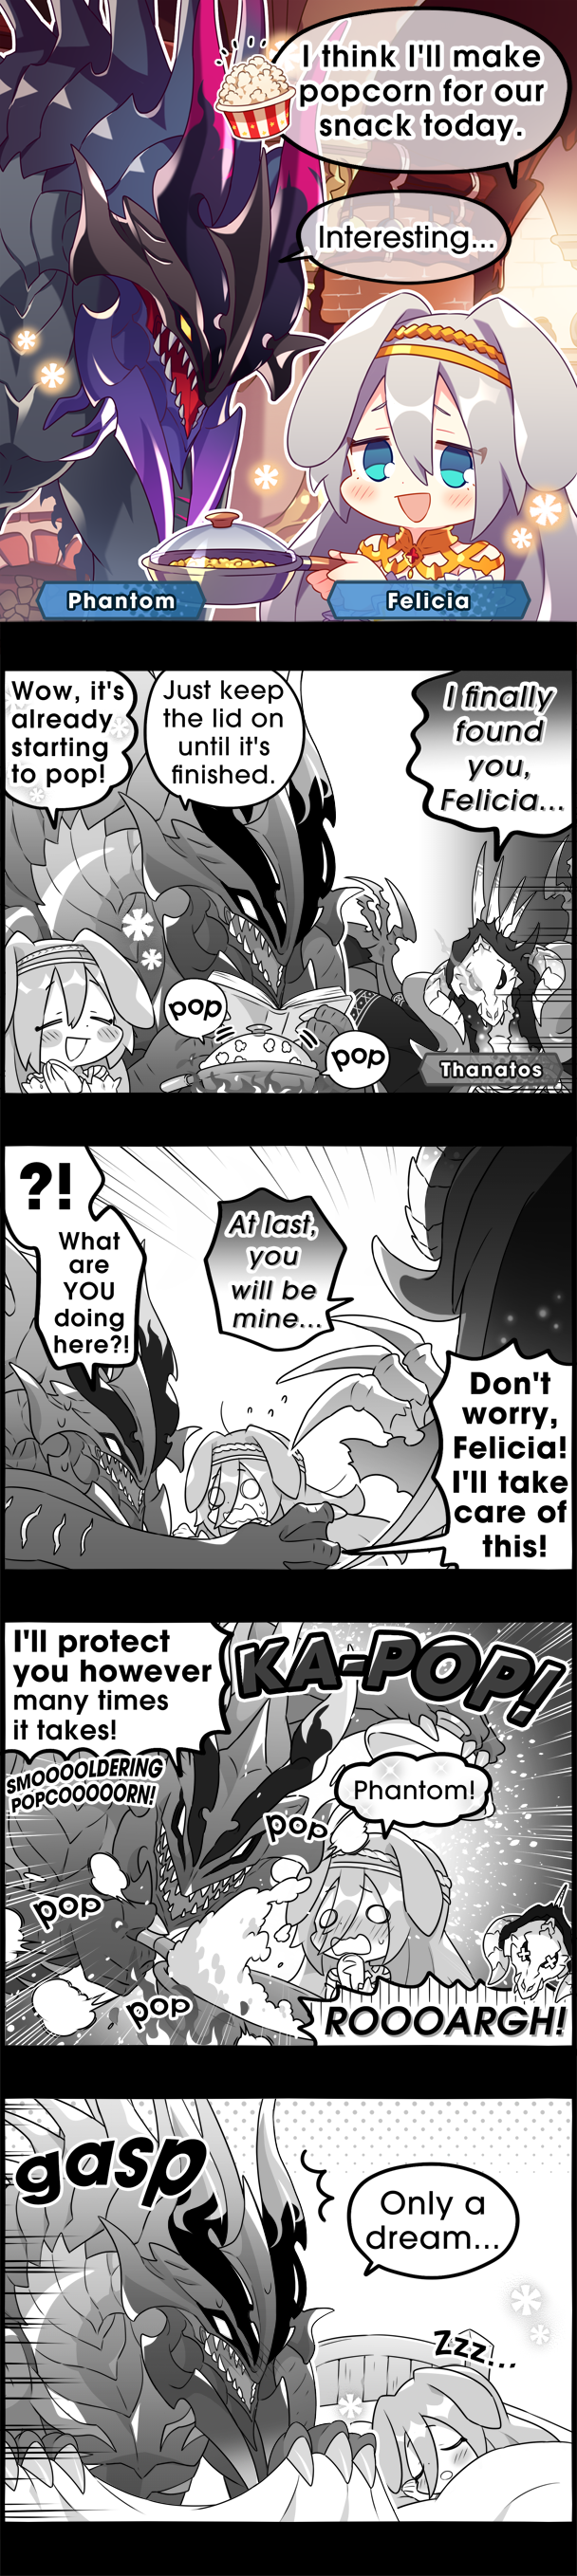 I think I'll make
popcorn for our
snack today.
Interesting...
Phantom
Felicia
Wow, it's
already
starting
to pop!
Just keep
the lid on
until it's
finished.
I finally
found
you,
Felicia...
pop
pop
Thanatos
?!
What
are
YOU
doing
here?!
At last,
you
will be
mine...
Don't
worry,
Felicia!
I'll take
care of
this!
I'll protect
you however
many times
it takes!
KA-POP!
SMOOOOLDERING
POPCOOOOORN!
Phantom!
pop
pop
pop
ROOOARGH!
gasp
Only a
dream...
Zzz...